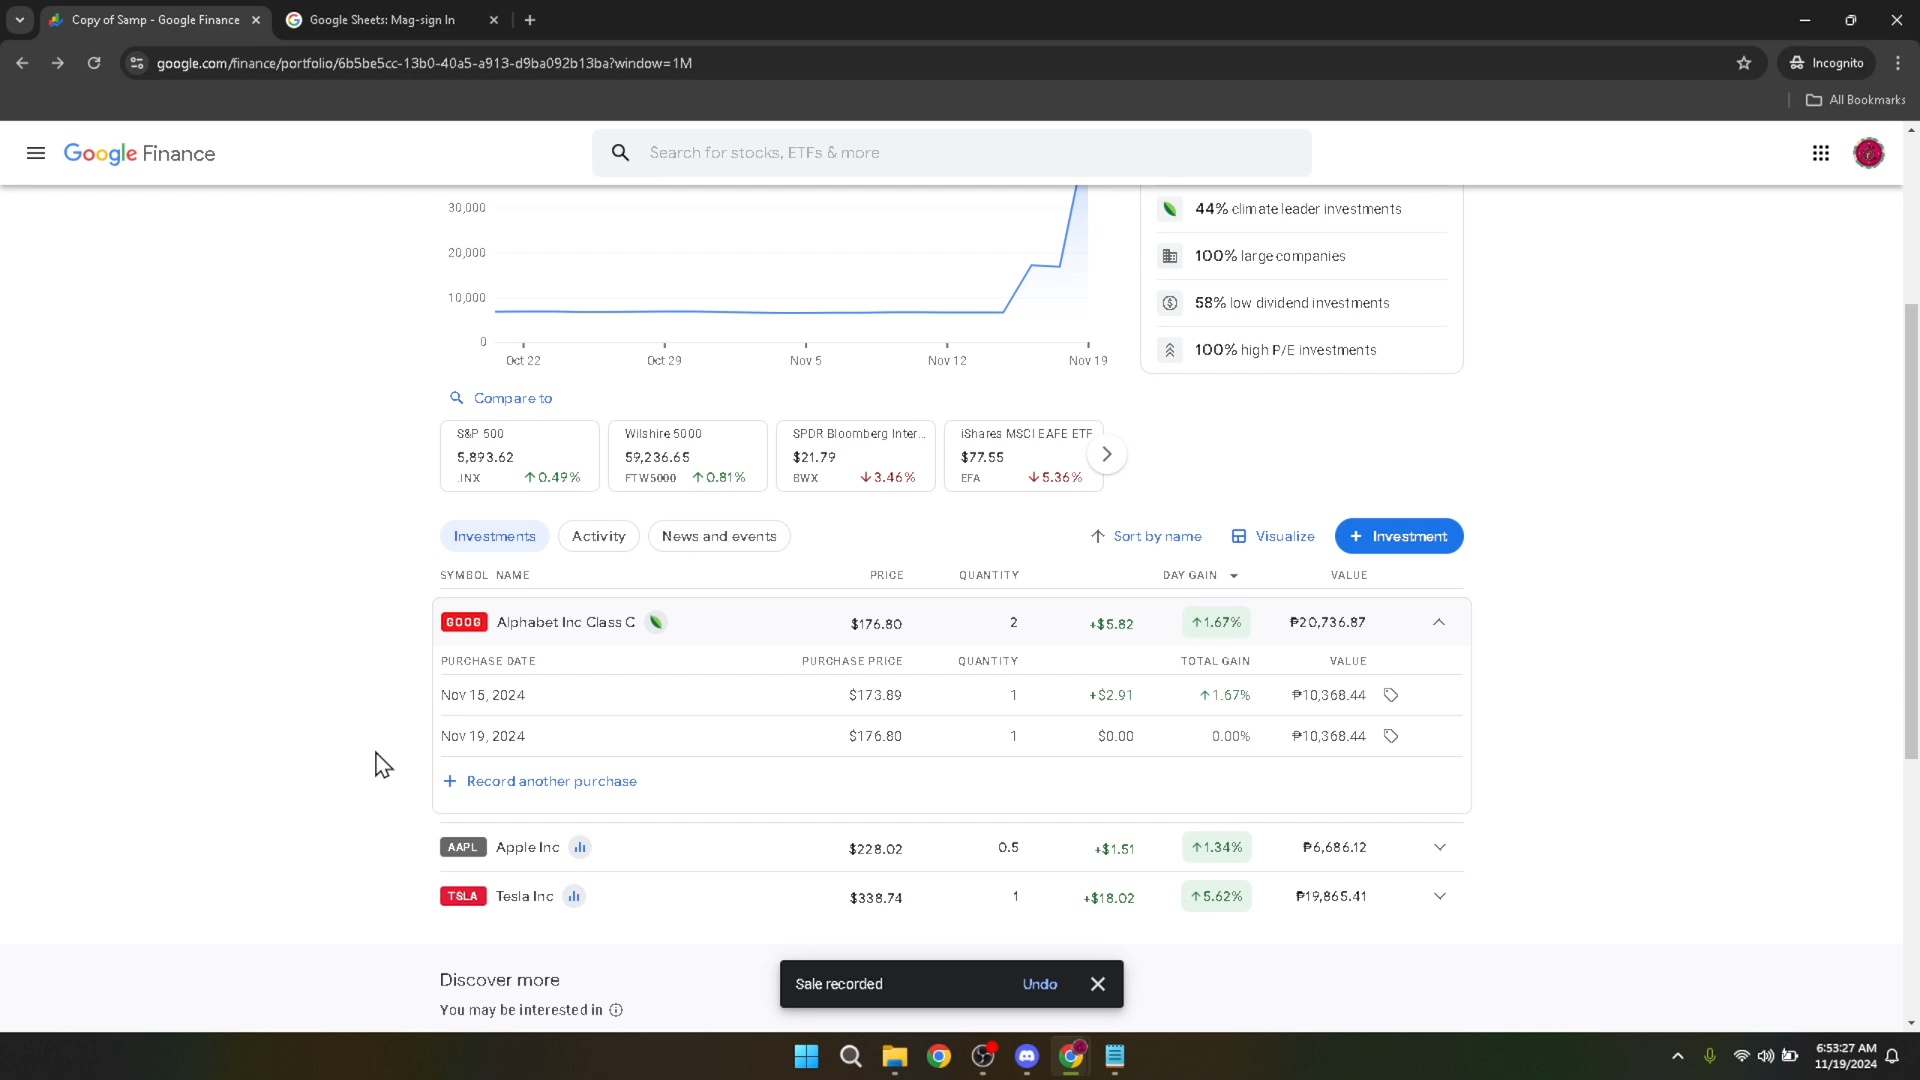 Copy of Samp - Google Finance
Google Sheets: Mag-sign In
google.com/finance/portfolio/6b5be5cc-13b0-40a5-a913-d9ba092b13ba?window=1M
Incognito
All Bookmarks
Google Finance
Search for stocks, ETFs & more
30,000
20,000
10,000
0
Oct 22
Oct 29
Nov 5
Nov 12
Nov 19
44% climate leader investments
100% large companies
58% low dividend investments
100% high P/E investments
Compare to
S&P 500
5,893.62
.INX
0.49%
Wilshire 5000
59,236.65
FTW5000
0.81%
SPDR Bloomberg Inter...
$21.79
BWX
3.46%
iShares MSCI EAFE ETF
$77.55
EFA
5.36%
Investments
Activity
News and events
Sort by name
Visualize
+ Investment
SYMBOL NAME PRICE QUANTITY DAY GAIN VALUE
GOOG Alphabet Inc Class C $176.80 2 +$5.82 ↑1.67% ₱20,736.87
PURCHASE DATE PURCHASE PRICE QUANTITY TOTAL GAIN VALUE
Nov 15, 2024 $173.89 1 +$2.91 ↑1.67% ₱10,368.44
Nov 19, 2024 $176.80 1 $0.00 0.00% ₱10,368.44
+ Record another purchase
AAPL Apple Inc $228.02 0.5 +$1.51 ↑1.34% ₱6,686.12
TSLA Tesla Inc $338.74 1 +$18.02 ↑5.62% ₱19,865.41
Discover more
You may be interested in
Sale recorded Undo
6:53:27 AM
11/19/2024